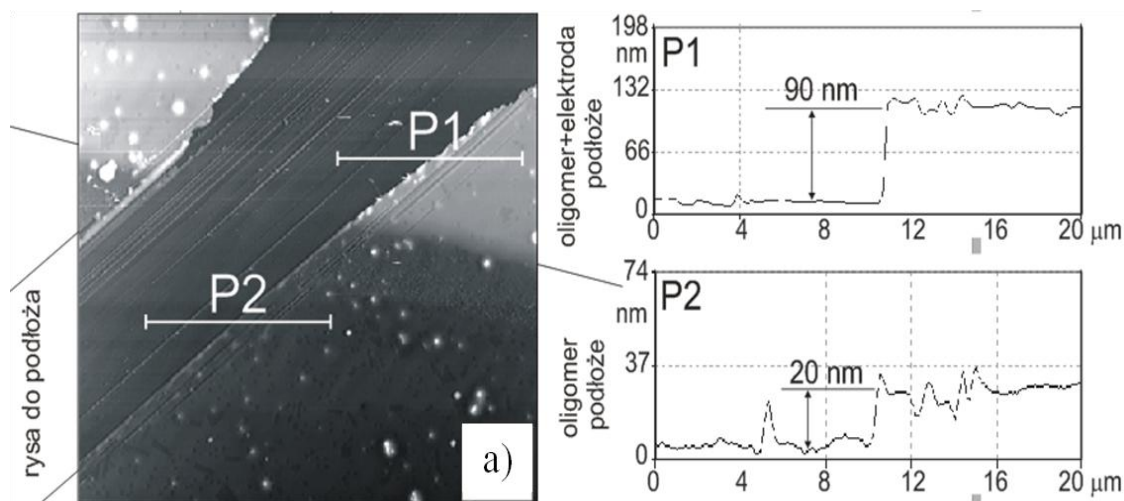 rysa do podłoża
P1
P2
a)
oligomer+elektroda
podłoże
198
nm
132
66
0
P1
90 nm
0
4
8
12
16
20
μm
oligomer
podłoże
74
nm
37
0
P2
20 nm
0
4
8
12
16
20
μm